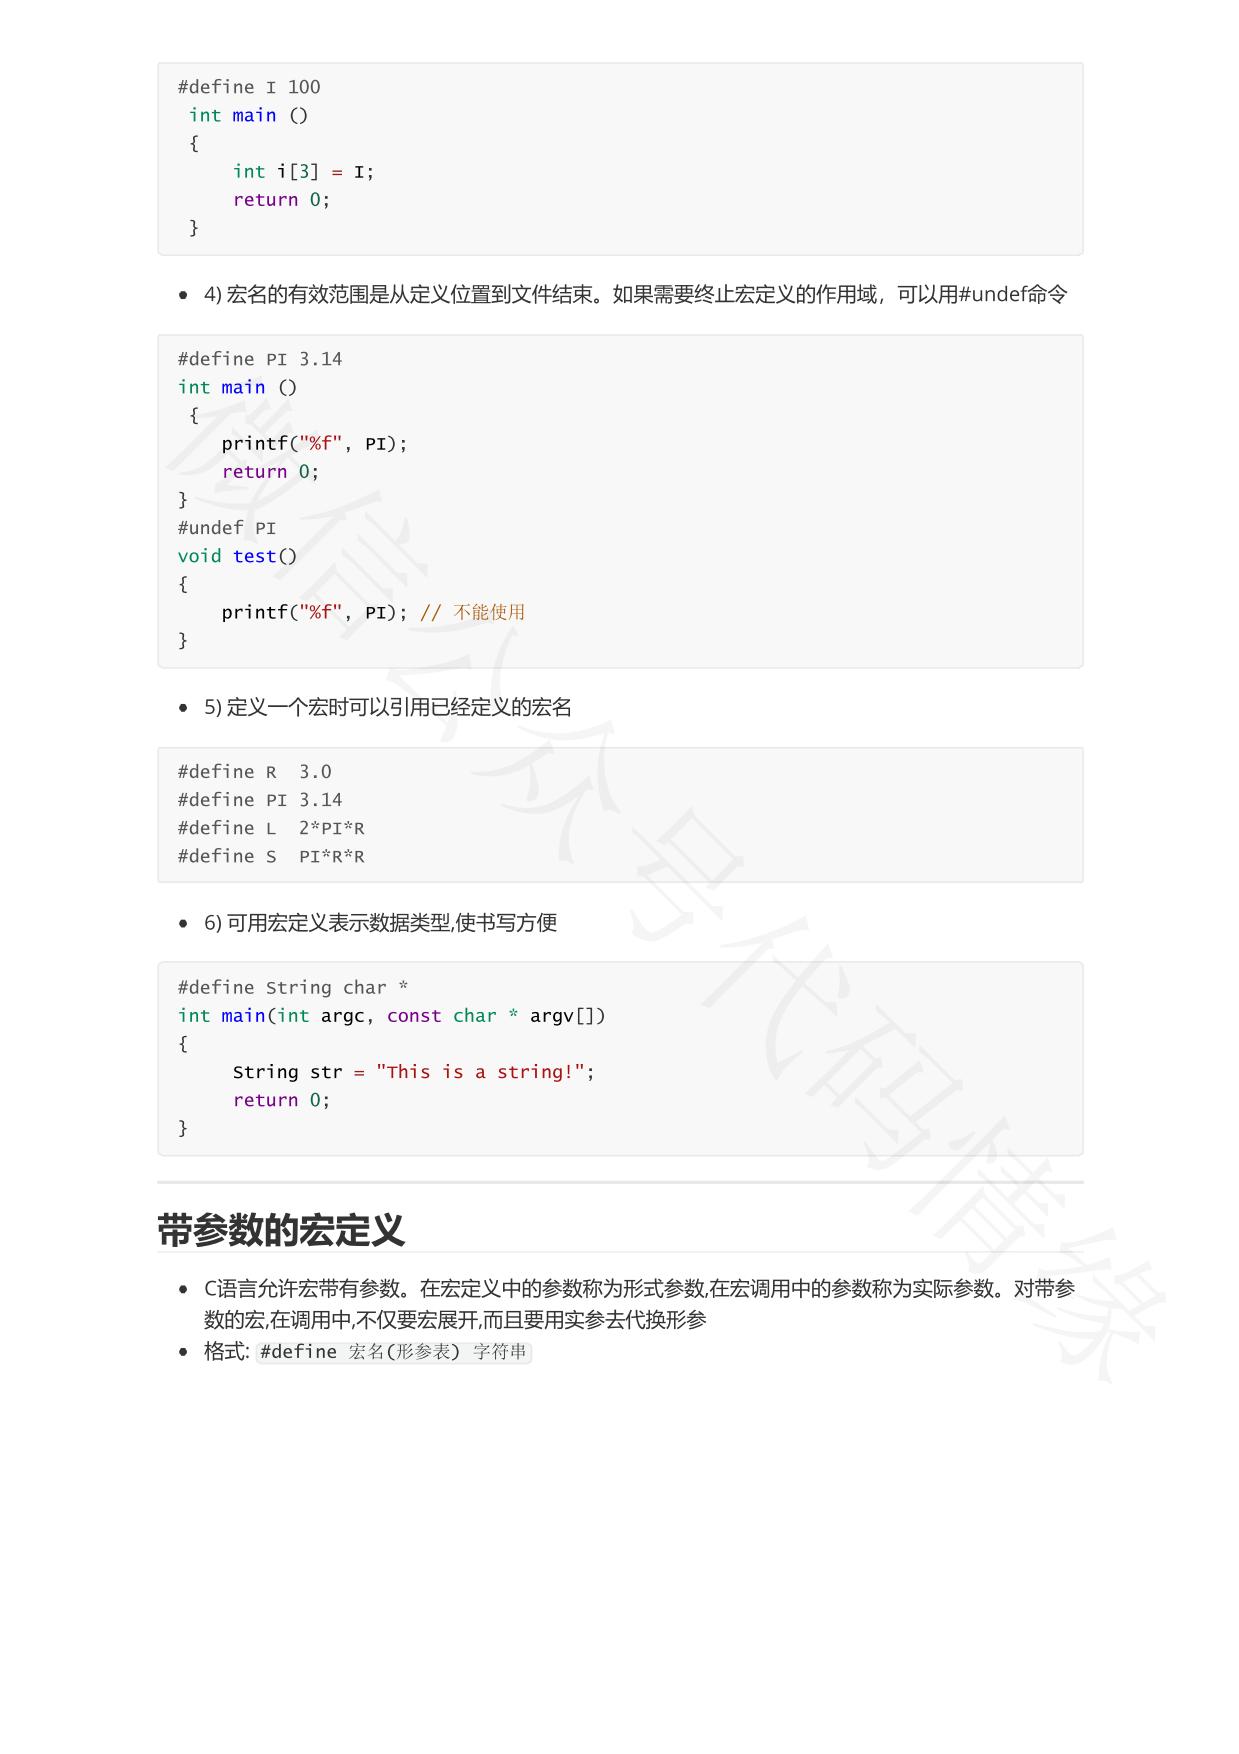 #define I 100
int main ()
{
int i[3] = I;
return 0;
}
4) 宏名的有效范围是从定义位置到文件结束。如果需要终止宏定义的作用域，可以用#undef命令
#define PI 3.14
int main ()
{
printf("%f", PI);
return 0;
}
#undef PI
void test()
{
printf("%f", PI); // 不能使用
}
5) 定义一个宏时可以引用已经定义的宏名
#define R  3.0
#define PI 3.14
#define L  2*PI*R
#define S  PI*R*R
6) 可用宏定义表示数据类型,使书写方便
#define String char *
int main(int argc, const char * argv[])
{
String str = "This is a string!";
return 0;
}
带参数的宏定义
C语言允许宏带有参数。在宏定义中的参数称为形式参数,在宏调用中的参数称为实际参数。对带参
数的宏,在调用中,不仅要宏展开,而且要用实参去代换形参
格式: #define 宏名(形参表) 字符串
微信公众号代码情缘